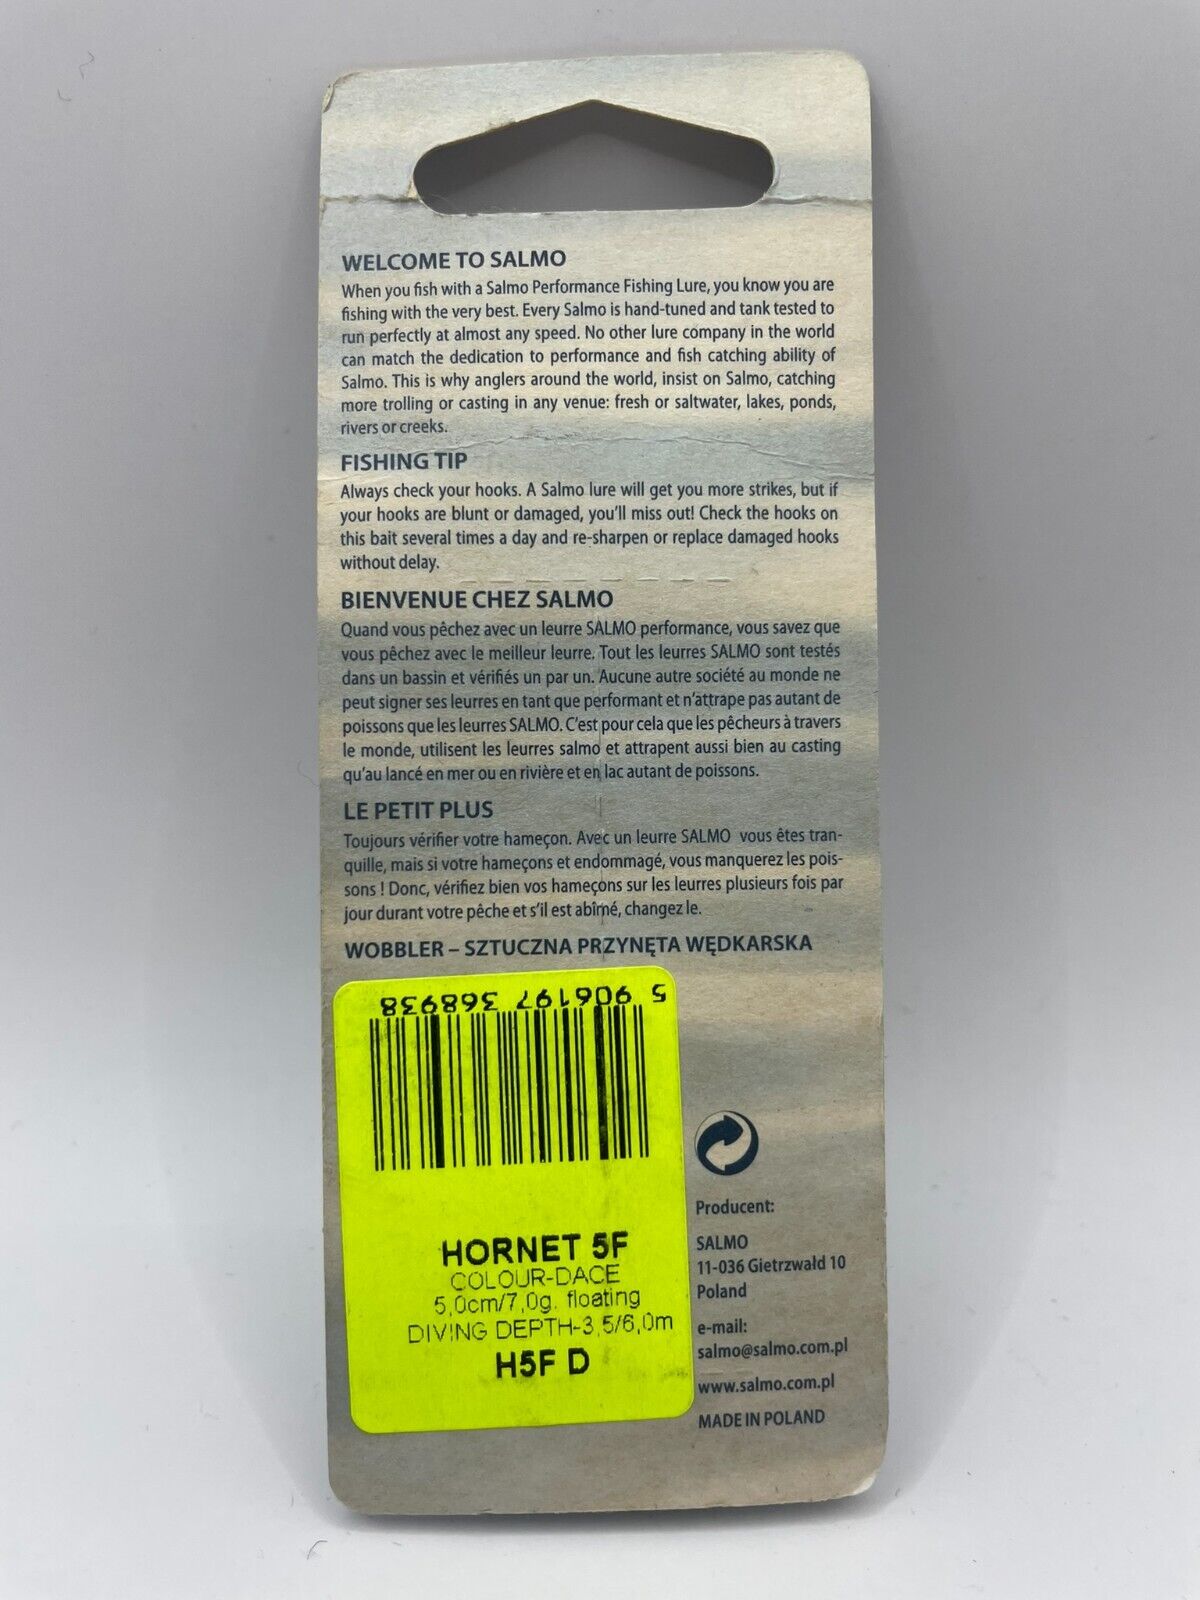 WELCOME TO SALMO
When you fish with a Salmo Performance Fishing Lure, you know you are
fishing with the very best. Every Salmo is hand-tuned and tank tested to
run perfectly at almost any speed. No other lure company in the world
can match the dedication to performance and fish catching ability of
Salmo. This is why anglers around the world, insist on Salmo, catching
more trolling or casting in any venue: fresh or saltwater, lakes, ponds,
rivers or creeks.
FISHING TIP
Always check your hooks. A Salmo lure will get you more strikes, but if
your hooks are blunt or damaged, you'll miss out! Check the hooks on
this bait several times a day and re-sharpen or replace damaged hooks
without delay.
BIENVENUE CHEZ SALMO
Quand vous pêchez avec un leurre SALMO performance, vous savez que
vous pêchez avec le meilleur leurre. Tout les leurres SALMO sont testés
dans un bassin et vérifiés un par un. Aucune autre société au monde ne
peut signer ses leurres en tant que performant et n'attrape pas autant de
poissons que les leurres SALMO. C'est pour cela que les pêcheurs à travers
le monde, utilisent les leurres salmo et attrapent aussi bien au casting
qu'au lancé en mer ou en rivière et en lac autant de poissons.
LE PETIT PLUS
Toujours vérifier votre hameçon. Avec un leurre SALMO vous êtes tran-
quille, mais si votre hameçons et endommagé, vous manquerez les pois-
sons ! Donc, vérifiez bien vos hameçons sur les leurres plusieurs fois par
jour durant votre pêche et s'il est abîmé, changez le.
WOBBLER – SZTUCZNA PRZYNĘTA WĘDKARSKA
5 906197 368938
HORNET 5F
COLOUR-DACE
5,0cm/7,0g. floating
DIVING DEPTH-3,5/6,0m
H5F D
Producent:
SALMO
11-036 Gietrzwałd 10
Poland
e-mail:
salmo@salmo.com.pl
www.salmo.com.pl
MADE IN POLAND